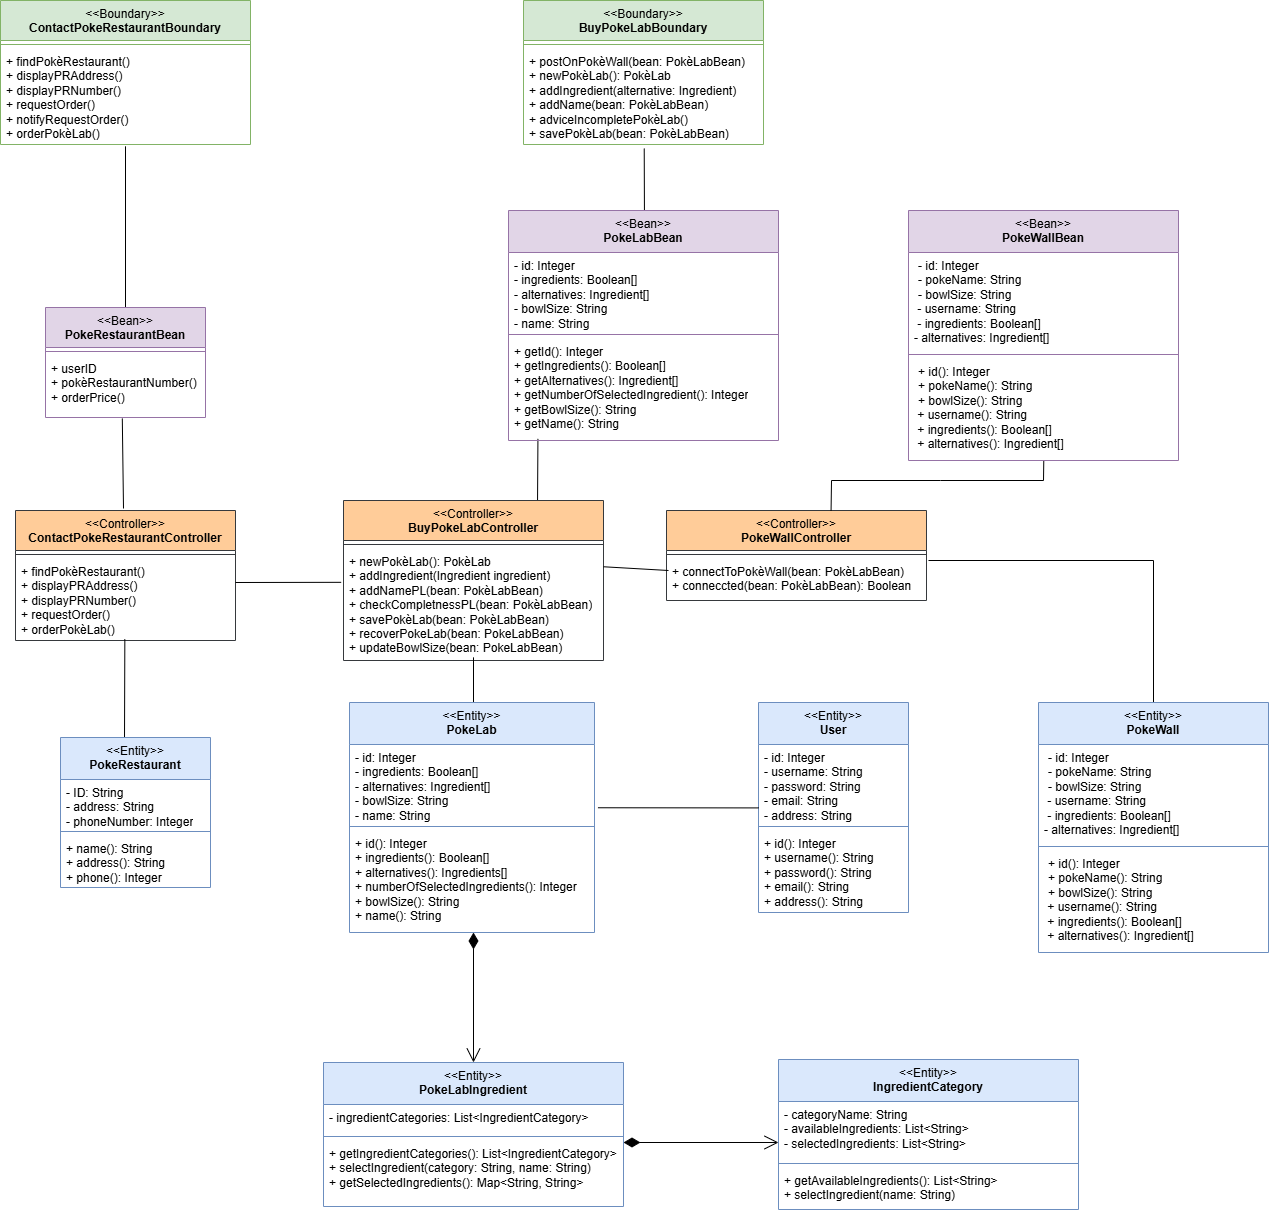 <<Boundary>>
ContactPokeRestaurantBoundary
+ findPokèRestaurant()
+ displayPRAddress()
+ displayPRNumber()
+ requestOrder()
+ notifyRequestOrder()
+ orderPokèLab()
<<Boundary>>
BuyPokeLabBoundary
+ postOnPokèWall(bean: PokèLabBean)
+ newPokèLab(): PokèLab
+ addIngredient(alternative: Ingredient)
+ addName(bean: PokèLabBean)
+ adviceIncompletePokèLab()
+ savePokèLab(bean: PokèLabBean)
<<Bean>>
PokeLabBean
- id: Integer
- ingredients: Boolean[]
- alternatives: Ingredient[]
- bowlSize: String
- name: String
+ getId(): Integer
+ getIngredients(): Boolean[]
+ getAlternatives(): Ingredient[]
+ getNumberOfSelectedIngredient(): Integer
+ getBowlSize(): String
+ getName(): String
<<Bean>>
PokeWallBean
- id: Integer
- pokeName: String
- bowlSize: String
- username: String
- ingredients: Boolean[]
- alternatives: Ingredient[]
+ id(): Integer
+ pokeName(): String
+ bowlSize(): String
+ username(): String
+ ingredients(): Boolean[]
+ alternatives(): Ingredient[]
<<Bean>>
PokeRestaurantBean
+ userID
+ pokèRestaurantNumber()
+ orderPrice()
<<Controller>>
ContactPokeRestaurantController
+ findPokèRestaurant()
+ displayPRAddress()
+ displayPRNumber()
+ requestOrder()
+ orderPokèLab()
<<Controller>>
BuyPokeLabController
+ newPokèLab(): PokèLab
+ addIngredient(Ingredient ingredient)
+ addNamePL(bean: PokèLabBean)
+ checkCompletnessPL(bean: PokèLabBean)
+ savePokèLab(bean: PokèLabBean)
+ recoverPokeLab(bean: PokeLabBean)
+ updateBowlSize(bean: PokeLabBean)
<<Controller>>
PokeWallController
+ connectToPokèWall(bean: PokèLabBean)
+ conneccted(bean: PokèLabBean): Boolean
<<Entity>>
PokeRestaurant
- ID: String
- address: String
- phoneNumber: Integer
+ name(): String
+ address(): String
+ phone(): Integer
<<Entity>>
PokeLab
- id: Integer
- ingredients: Boolean[]
- alternatives: Ingredient[]
- bowlSize: String
- name: String
+ id(): Integer
+ ingredients(): Boolean[]
+ alternatives(): Ingredients[]
+ numberOfSelectedIngredients(): Integer
+ bowlSize(): String
+ name(): String
<<Entity>>
User
- id: Integer
- username: String
- password: String
- email: String
- address: String
+ id(): Integer
+ username(): String
+ password(): String
+ email(): String
+ address(): String
<<Entity>>
PokeWall
- id: Integer
- pokeName: String
- bowlSize: String
- username: String
- ingredients: Boolean[]
- alternatives: Ingredient[]
+ id(): Integer
+ pokeName(): String
+ bowlSize(): String
+ username(): String
+ ingredients(): Boolean[]
+ alternatives(): Ingredient[]
<<Entity>>
PokeLabIngredient
- ingredientCategories: List<IngredientCategory>
+ getIngredientCategories(): List<IngredientCategory>
+ selectIngredient(category: String, name: String)
+ getSelectedIngredients(): Map<String, String>
<<Entity>>
IngredientCategory
- categoryName: String
- availableIngredients: List<String>
- selectedIngredients: List<String>
+ getAvailableIngredients(): List<String>
+ selectIngredient(name: String)